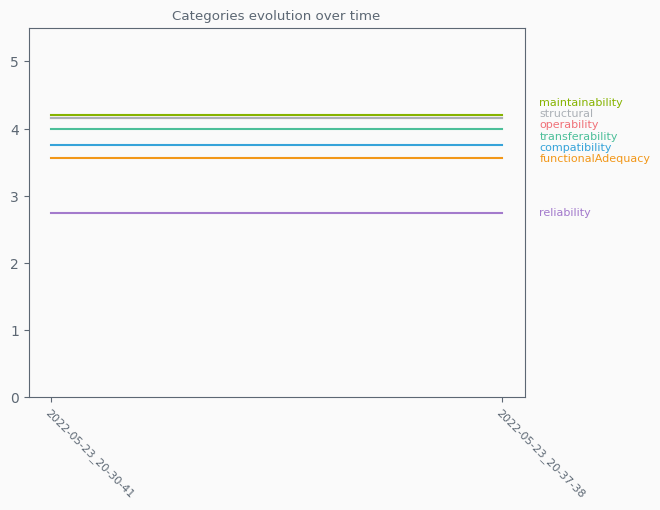 Categories evolution over time
5
4
3
2
1
0
maintainability
structural
operability
transferability
compatibility
functionalAdequacy
reliability
2022-05-23_20-30-41
2022-05-23_20-37-38